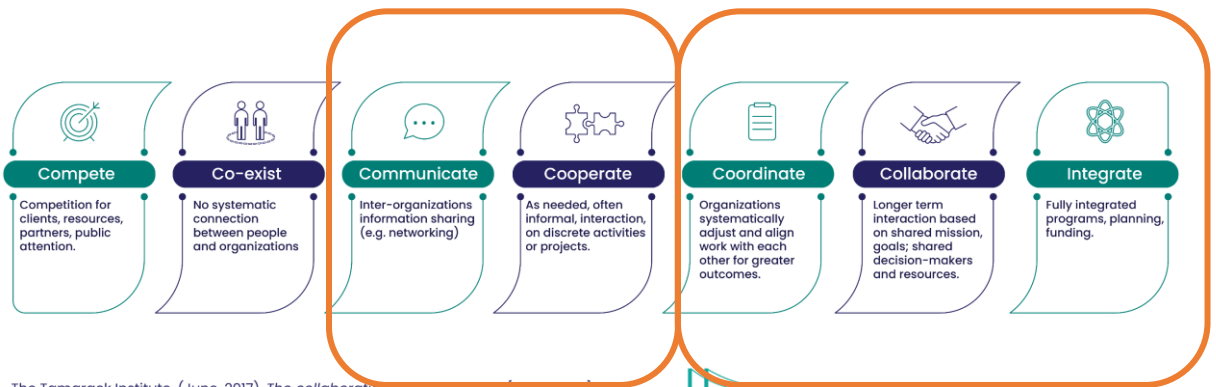 Compete
Co-exist
Communicate
Cooperate
Coordinate
Collaborate
Integrate
Competition for
clients, resources,
partners, public
attention.
No systematic
connection
between people
and organizations
Inter-organizations
information sharing
(e.g. networking)
As needed, often
informal, interaction,
on discrete activities
or projects.
Organizations
systematically
adjust and align
work with each
other for greater
outcomes.
Longer term
interaction based
on shared mission,
goals; shared
decision-makers
and resources.
Fully integrated
programs, planning,
funding.
The Tamarack Institute. (June, 2017). The collaborati